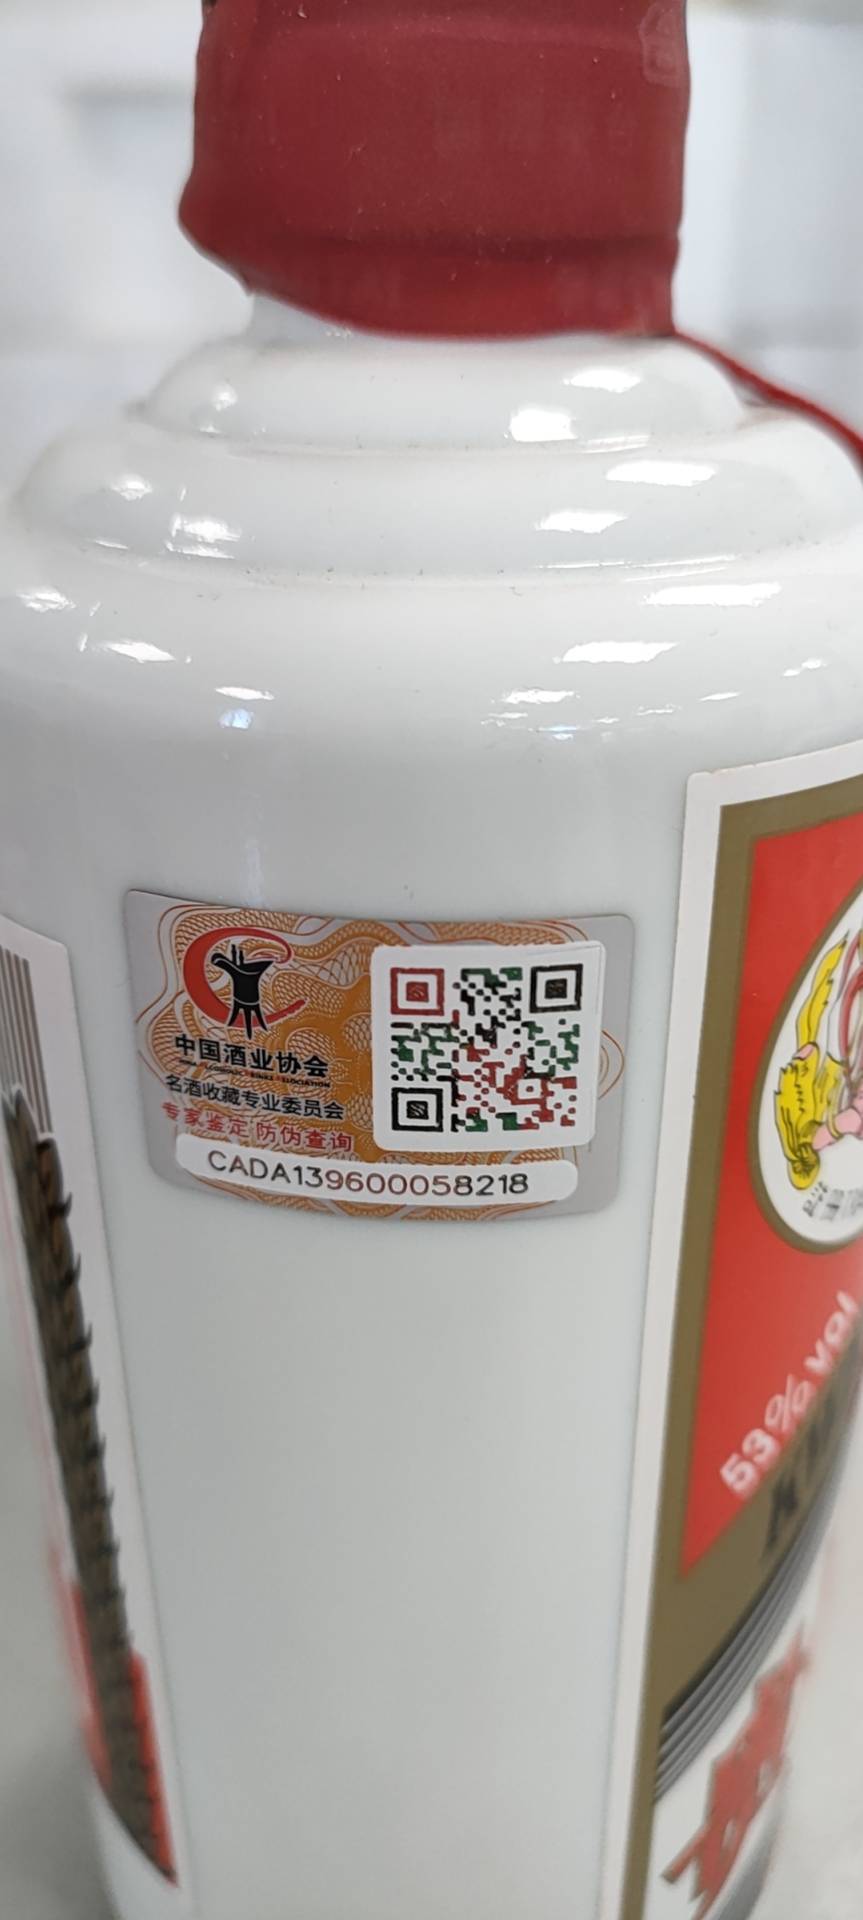 中国酒业协会
名酒收藏专业委员会
专家鉴定 防伪查询
CADA139600058218
53% vol